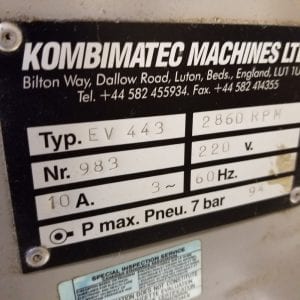 KOMBIMATEC MACHINES LT
Bilton Way, Dallow Road, Luton, Beds., England, LU1 1U
Tel. +44 582 455934. Fax. +44 582 414355
Typ. EV 443 2860 RPM
Nr. 983 220 v.
10 A. 3~ 60 Hz.
P max. Pneu. 7 bar 94
SPECIAL INSPECTION SERVICE